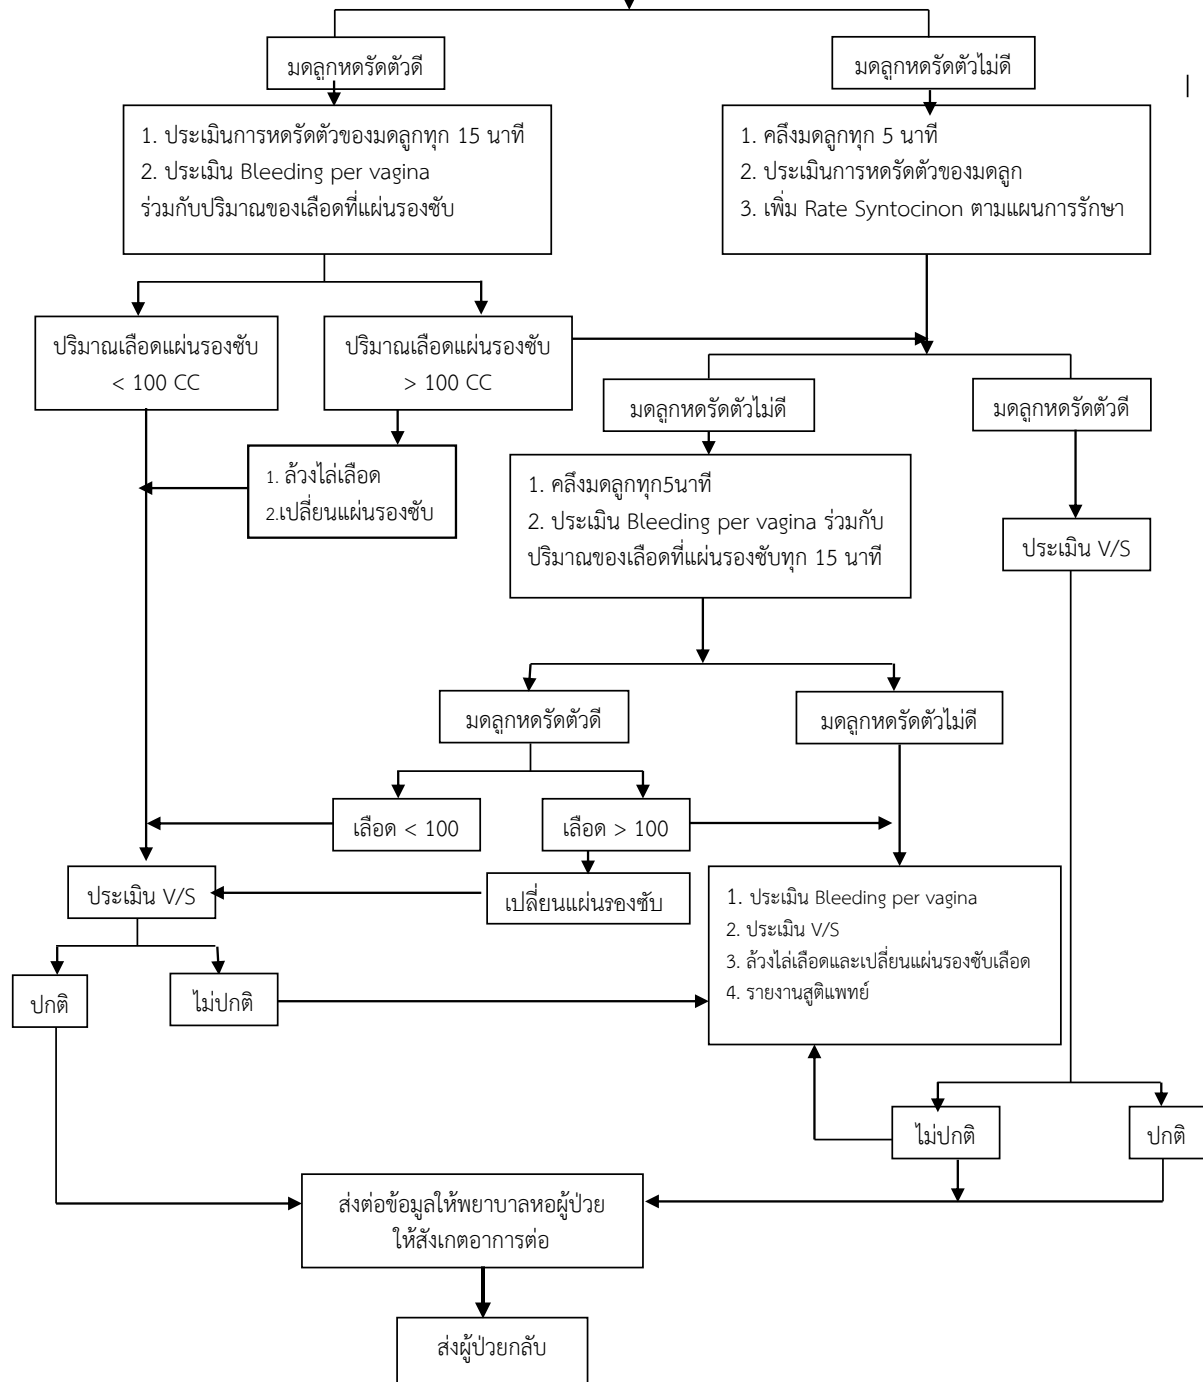 มดลูกหดรัดตัวดี
มดลูกหดรัดตัวไม่ดี
1. ประเมินการหดรัดตัวของมดลูกทุก 15 นาที
2. ประเมิน Bleeding per vagina
ร่วมกับปริมาณของเลือดที่แผ่นรองซับ
1. คลึงมดลูกทุก 5 นาที
2. ประเมินการหดรัดตัวของมดลูก
3. เพิ่ม Rate Syntocinon ตามแผนการรักษา
ปริมาณเลือดแผ่นรองซับ
< 100 CC
ปริมาณเลือดแผ่นรองซับ
> 100 CC
มดลูกหดรัดตัวไม่ดี
มดลูกหดรัดตัวดี
1. ล้วงไล่เลือด
2.เปลี่ยนแผ่นรองซับ
1. คลึงมดลูกทุก5นาที
2. ประเมิน Bleeding per vagina ร่วมกับ
ปริมาณของเลือดที่แผ่นรองซับทุก 15 นาที
ประเมิน V/S
มดลูกหดรัดตัวดี
มดลูกหดรัดตัวไม่ดี
เลือด < 100
เลือด > 100
ประเมิน V/S
เปลี่ยนแผ่นรองซับ
1. ประเมิน Bleeding per vagina
2. ประเมิน V/S
3. ล้วงไล่เลือดและเปลี่ยนแผ่นรองซับเลือด
4. รายงานสูติแพทย์
ปกติ
ไม่ปกติ
ไม่ปกติ
ปกติ
ส่งต่อข้อมูลให้พยาบาลหอผู้ป่วย
ให้สังเกตอาการต่อ
ส่งผู้ป่วยกลับ